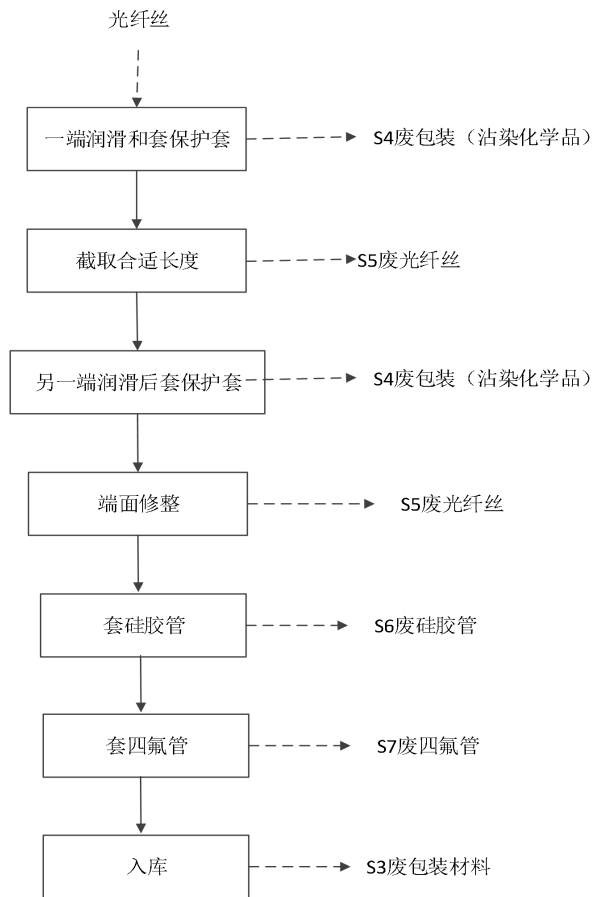 光纤丝
一端润滑和套保护套
S4废包装（沾染化学品）
截取合适长度
S5废光纤丝
另一端润滑后套保护套
S4废包装（沾染化学品）
端面修整
S5废光纤丝
套硅胶管
S6废硅胶管
套四氟管
S7废四氟管
入库
S3废包装材料